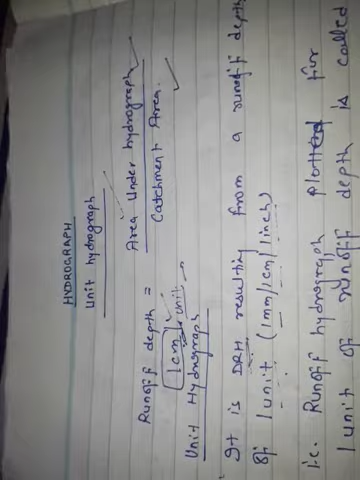 HYDROGRAPH
Unit hydrograph
Runoff depth = Area Under hydrograph
Catchment Area.
1cm → unit
Unit Hydrograph
It is DRH resulting from a runoff depth
of 1 unit (1mm/1cm/1inch)
i.e. Runoff hydrograph plotted for
1 unit of runoff depth is called